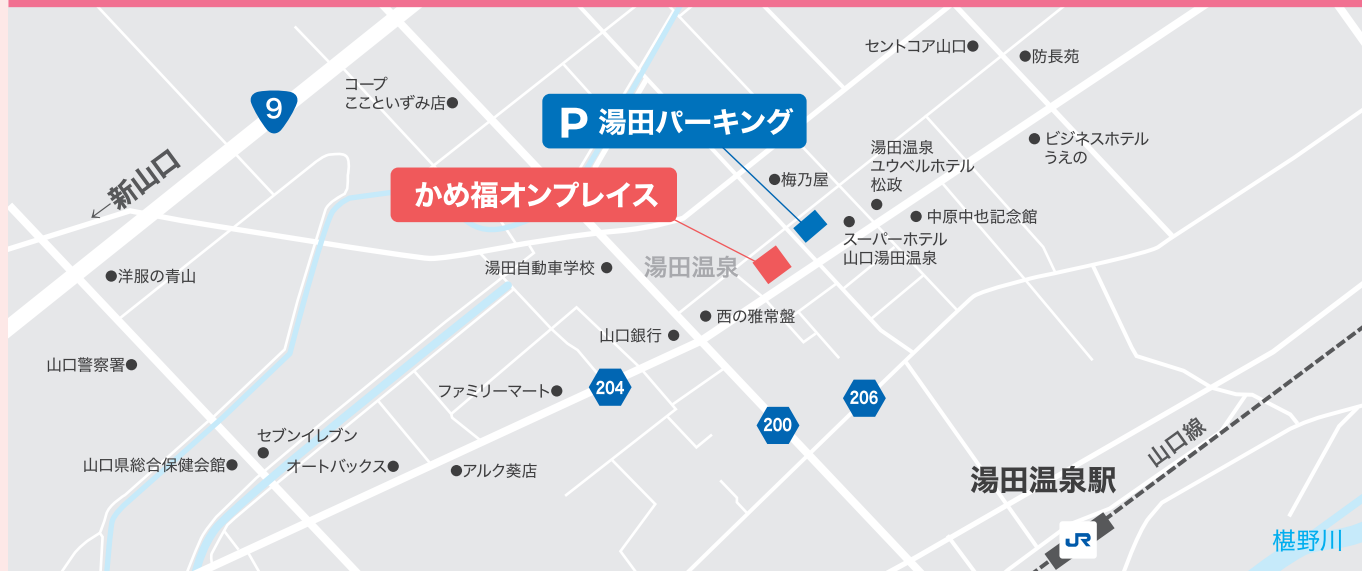 セントコア山口
防長苑
コープ
ここといずみ店
9
P 湯田パーキング
ビジネスホテル
うえの
湯田温泉
ユウベルホテル
松政
新山口
梅乃屋
かめ福オンプレイス
中原中也記念館
スーパーホテル
山口湯田温泉
湯田自動車学校
湯田温泉
洋服の青山
西の雅常盤
山口銀行
山口警察署
ファミリーマート
204
206
200
セブンイレブン
山口県総合保健会館
オートバックス
アルク葵店
山口線
湯田温泉駅
JR
椹野川